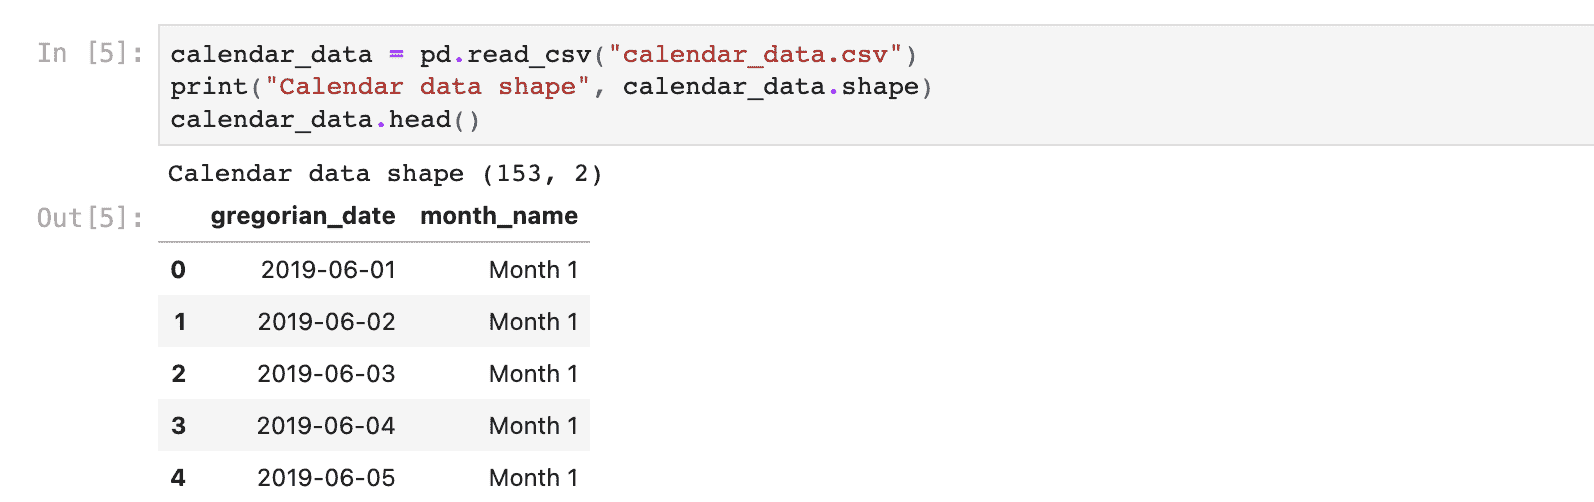 In [5]: calendar_data = pd.read_csv("calendar_data.csv")
print("Calendar data shape", calendar_data.shape)
calendar_data.head()
Calendar data shape (153, 2)
Out[5]: gregorian_date month_name
0 2019-06-01 Month 1
1 2019-06-02 Month 1
2 2019-06-03 Month 1
3 2019-06-04 Month 1
4 2019-06-05 Month 1